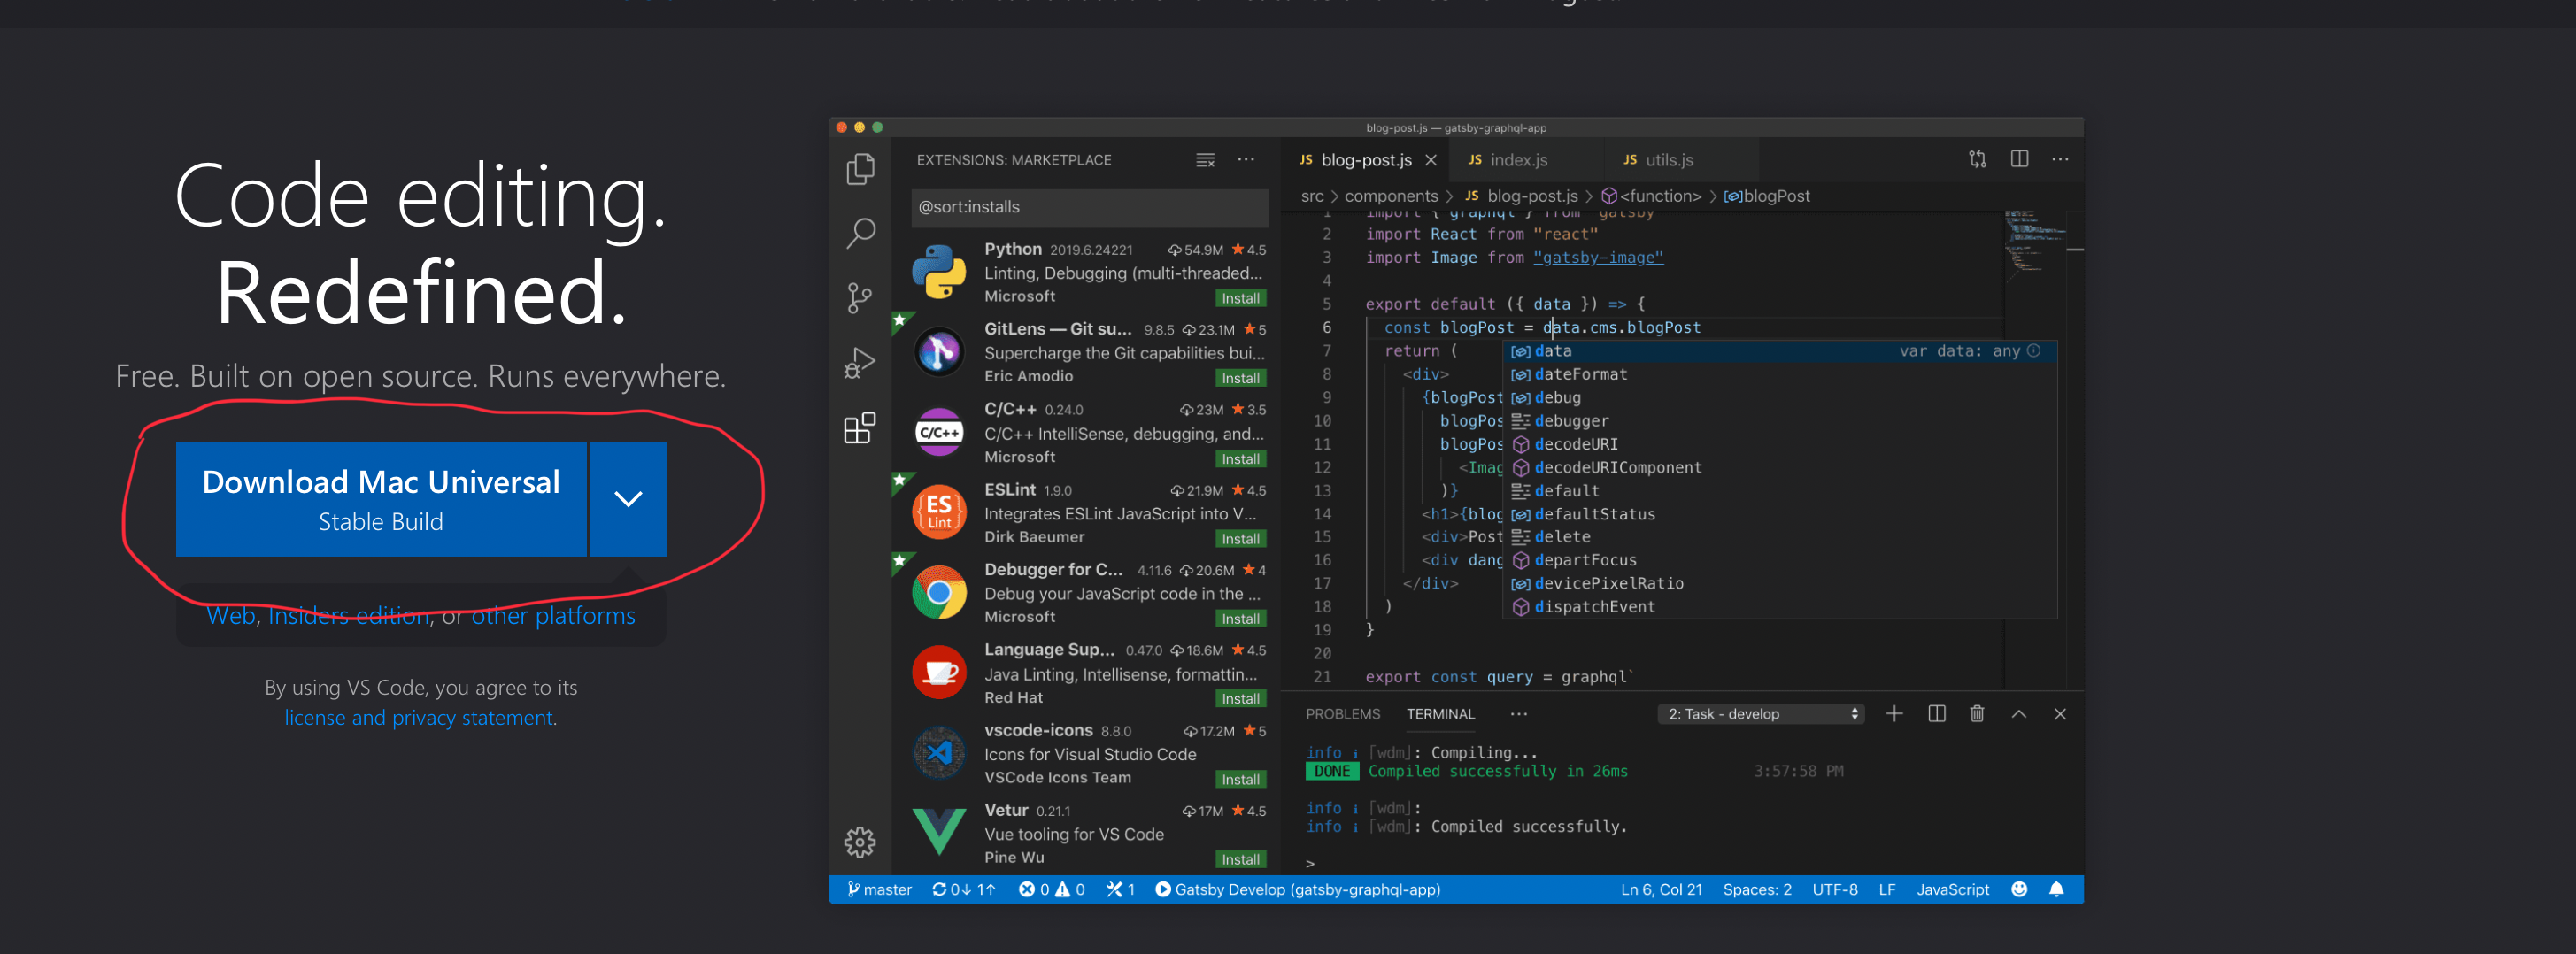 Code editing.
Redefined.
Free. Built on open source. Runs everywhere.
Download Mac Universal
Stable Build
Web, Insiders edition, or other platforms
By using VS Code, you agree to its
license and privacy statement.
blog-post.js — gatsby-graphql-app
EXTENSIONS: MARKETPLACE
@sort:installs
Python 2019.6.24221 54.9M 4.5
Linting, Debugging (multi-threaded...
Microsoft Install
GitLens — Git su... 9.8.5 23.1M 5
Supercharge the Git capabilities bui...
Eric Amodio Install
C/C++
C/C++ 0.24.0 23M 3.5
C/C++ IntelliSense, debugging, and...
Microsoft Install
ES
Lint
ESLint 1.9.0 21.9M 4.5
Integrates ESLint JavaScript into V...
Dirk Baeumer Install
Debugger for C... 4.11.6 20.6M 4
Debug your JavaScript code in the ...
Microsoft Install
Language Sup... 0.47.0 18.6M 4.5
Java Linting, Intellisense, formattin...
Red Hat Install
vscode-icons 8.8.0 17.2M 5
Icons for Visual Studio Code
VSCode Icons Team Install
Vetur 0.21.1 17M 4.5
Vue tooling for VS Code
Pine Wu Install
JS blog-post.js JS index.js JS utils.js
src > components > JS blog-post.js > <function> > blogPost
1 import { graphql } from "gatsby"
2 import React from "react"
3 import Image from "gatsby-image"
4
5 export default ({ data }) => {
6 const blogPost = data.cms.blogPost
7 return (
8 <div>
9 {blogPost
10 blogPos
11 blogPos
12 <Imag
13 )}
14 <h1>{blog
15 <div>Post
16 <div dang
17 </div>
18 )
19 }
20
21 export const query = graphql`
data var data: any
dateFormat
debug
debugger
decodeURI
decodeURIComponent
default
defaultStatus
delete
departFocus
devicePixelRatio
dispatchEvent
PROBLEMS TERMINAL ... 2: Task - develop
info i ｢wdm｣: Compiling...
DONE Compiled successfully in 26ms 3:57:58 PM
info i ｢wdm｣:
info i ｢wdm｣: Compiled successfully.
>
master 0↓ 1↑ 0 0 1 Gatsby Develop (gatsby-graphql-app) Ln 6, Col 21 Spaces: 2 UTF-8 LF JavaScript